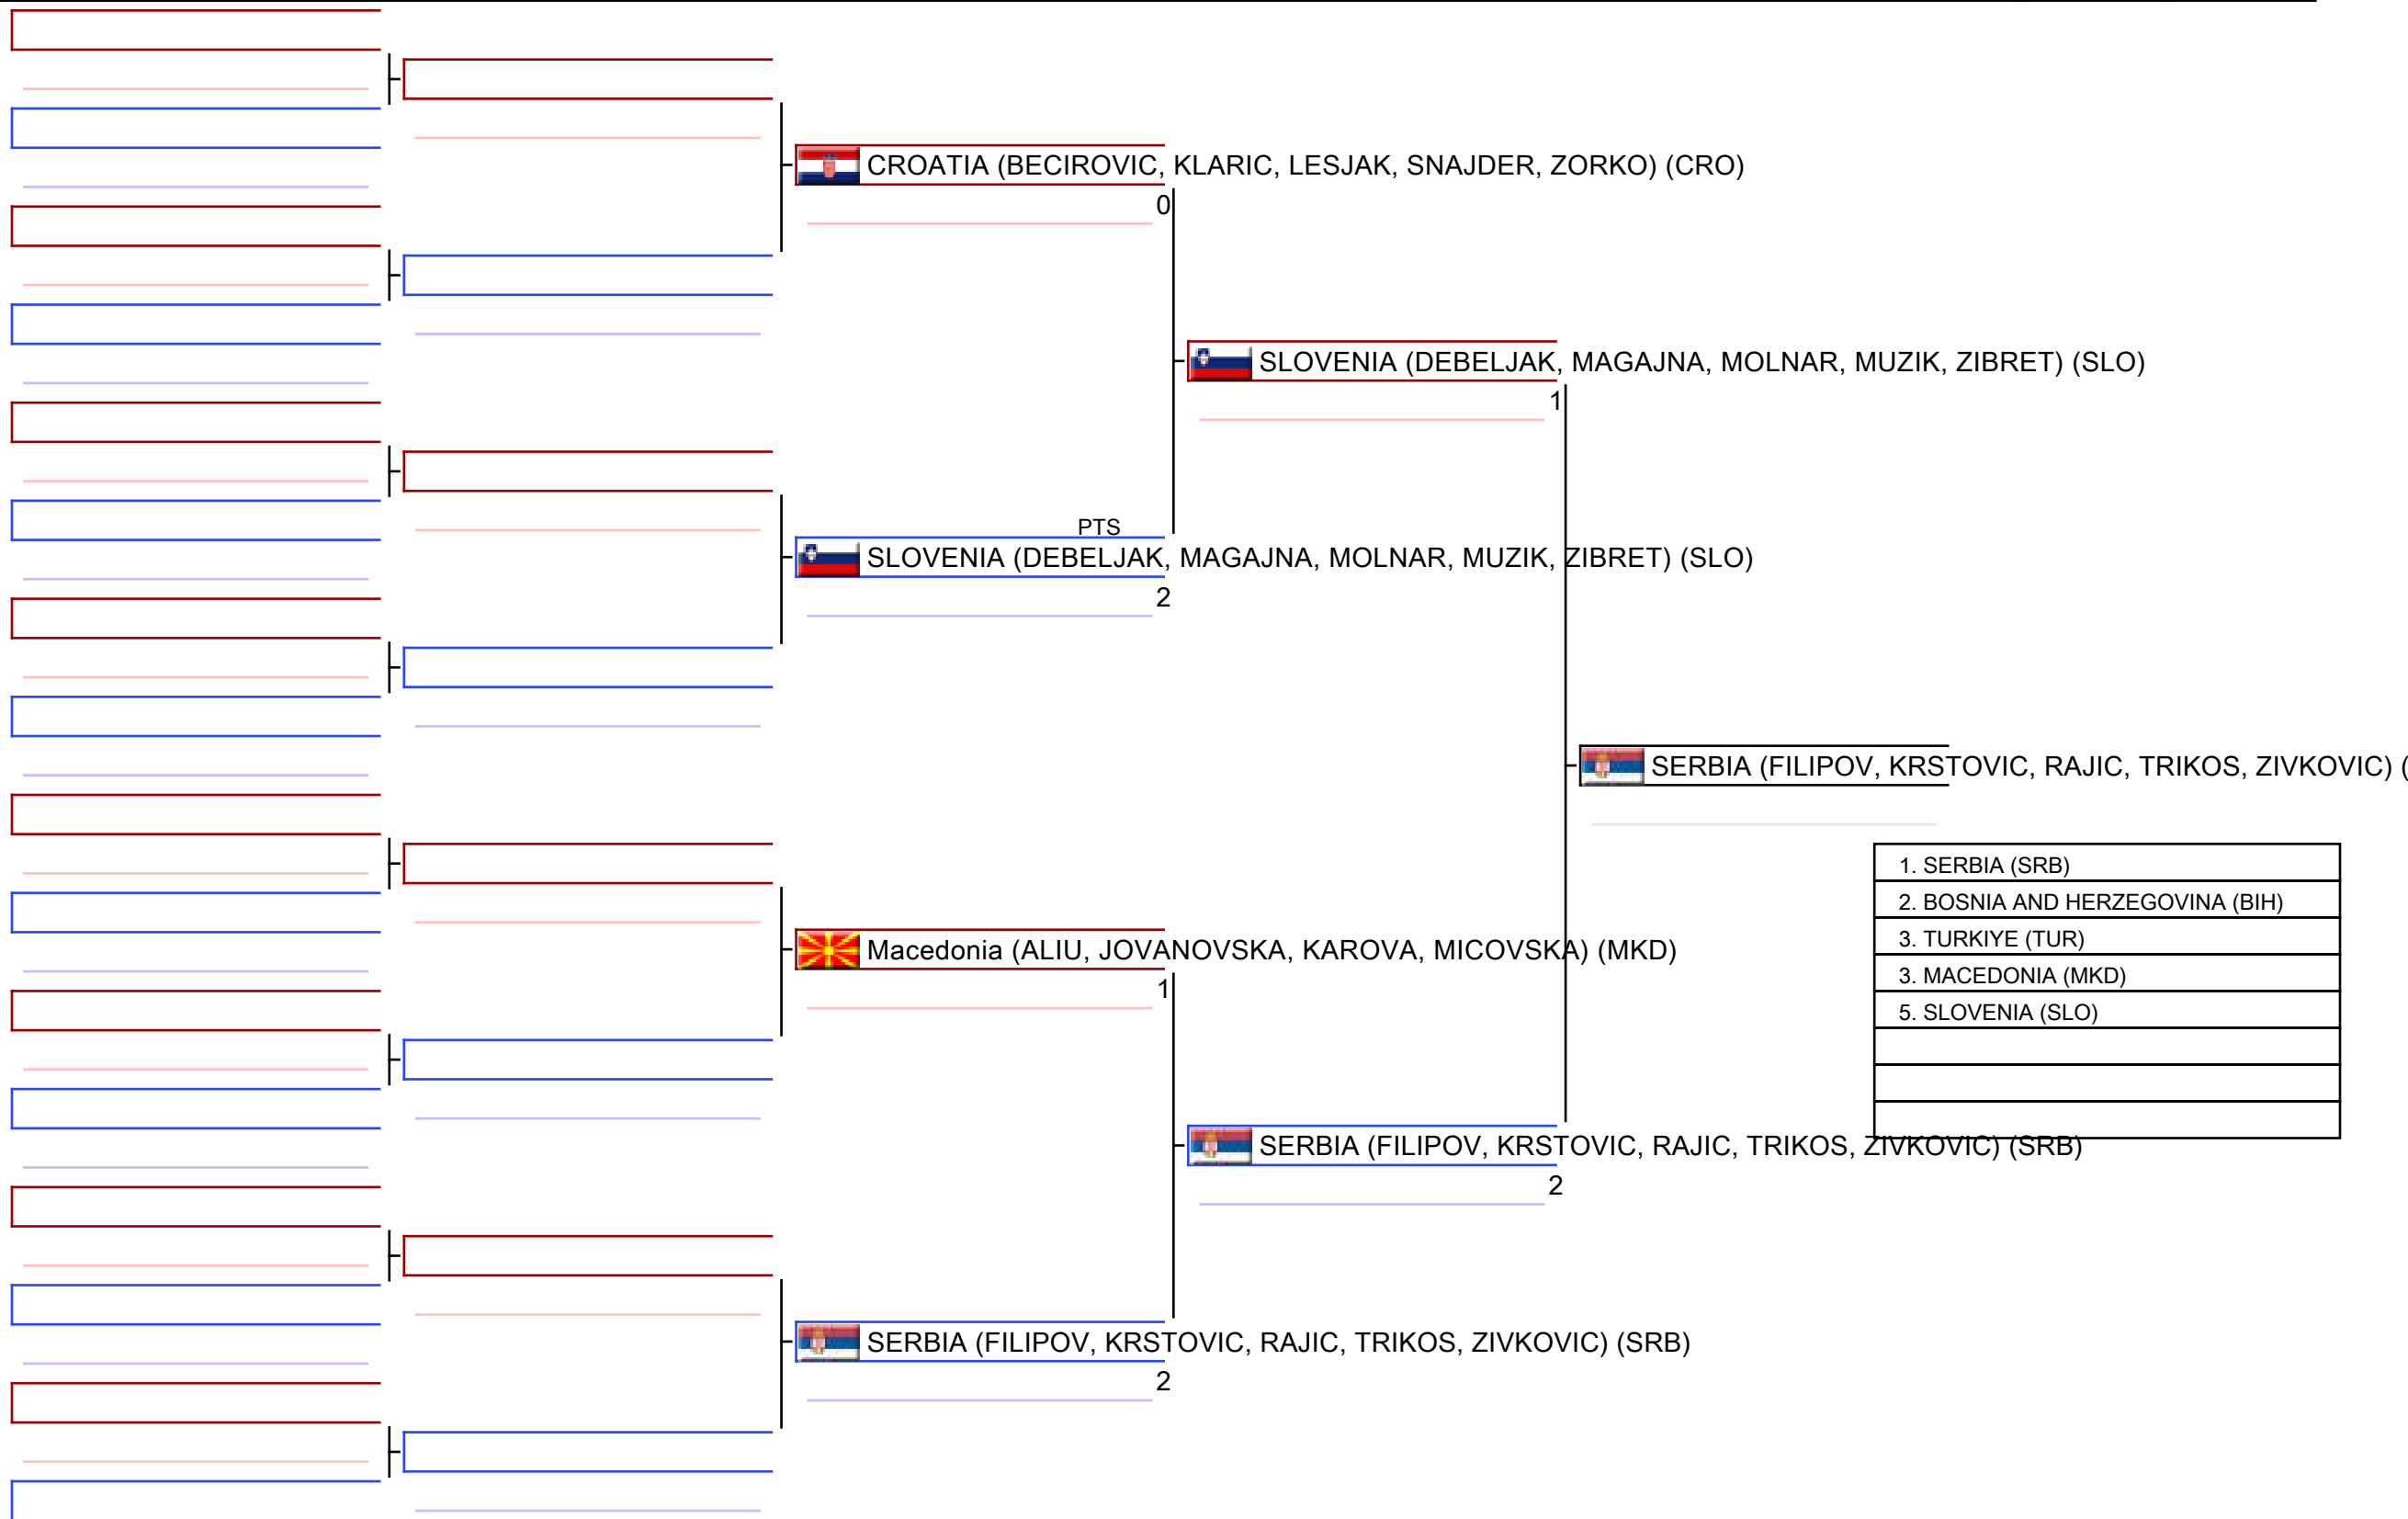 CROATIA (BECIROVIC, KLARIC, LESJAK, SNAJDER, ZORKO) (CRO)
0
SLOVENIA (DEBELJAK, MAGAJNA, MOLNAR, MUZIK, ZIBRET) (SLO)
1
PTS
SLOVENIA (DEBELJAK, MAGAJNA, MOLNAR, MUZIK, ZIBRET) (SLO)
2
SERBIA (FILIPOV, KRSTOVIC, RAJIC, TRIKOS, ZIVKOVIC) (
1. SERBIA (SRB)
2. BOSNIA AND HERZEGOVINA (BIH)
3. TURKIYE (TUR)
3. MACEDONIA (MKD)
5. SLOVENIA (SLO)
Macedonia (ALIU, JOVANOVSKA, KAROVA, MICOVSKA) (MKD)
1
SERBIA (FILIPOV, KRSTOVIC, RAJIC, TRIKOS, ZIVKOVIC) (SRB)
2
SERBIA (FILIPOV, KRSTOVIC, RAJIC, TRIKOS, ZIVKOVIC) (SRB)
2